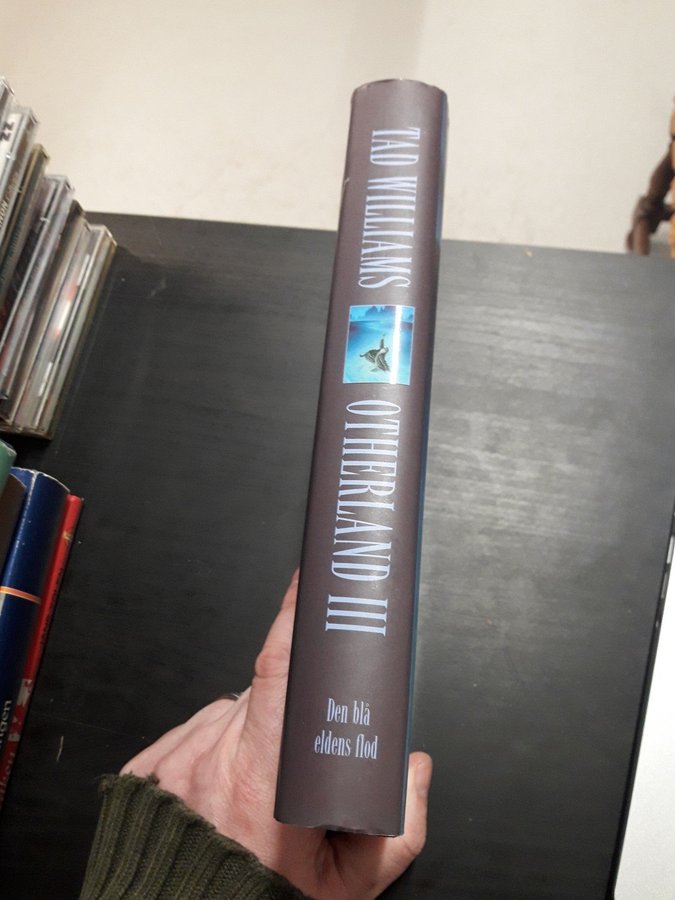 TAD WILLIAMS
OTHERLAND III
Den blå
eldens flod